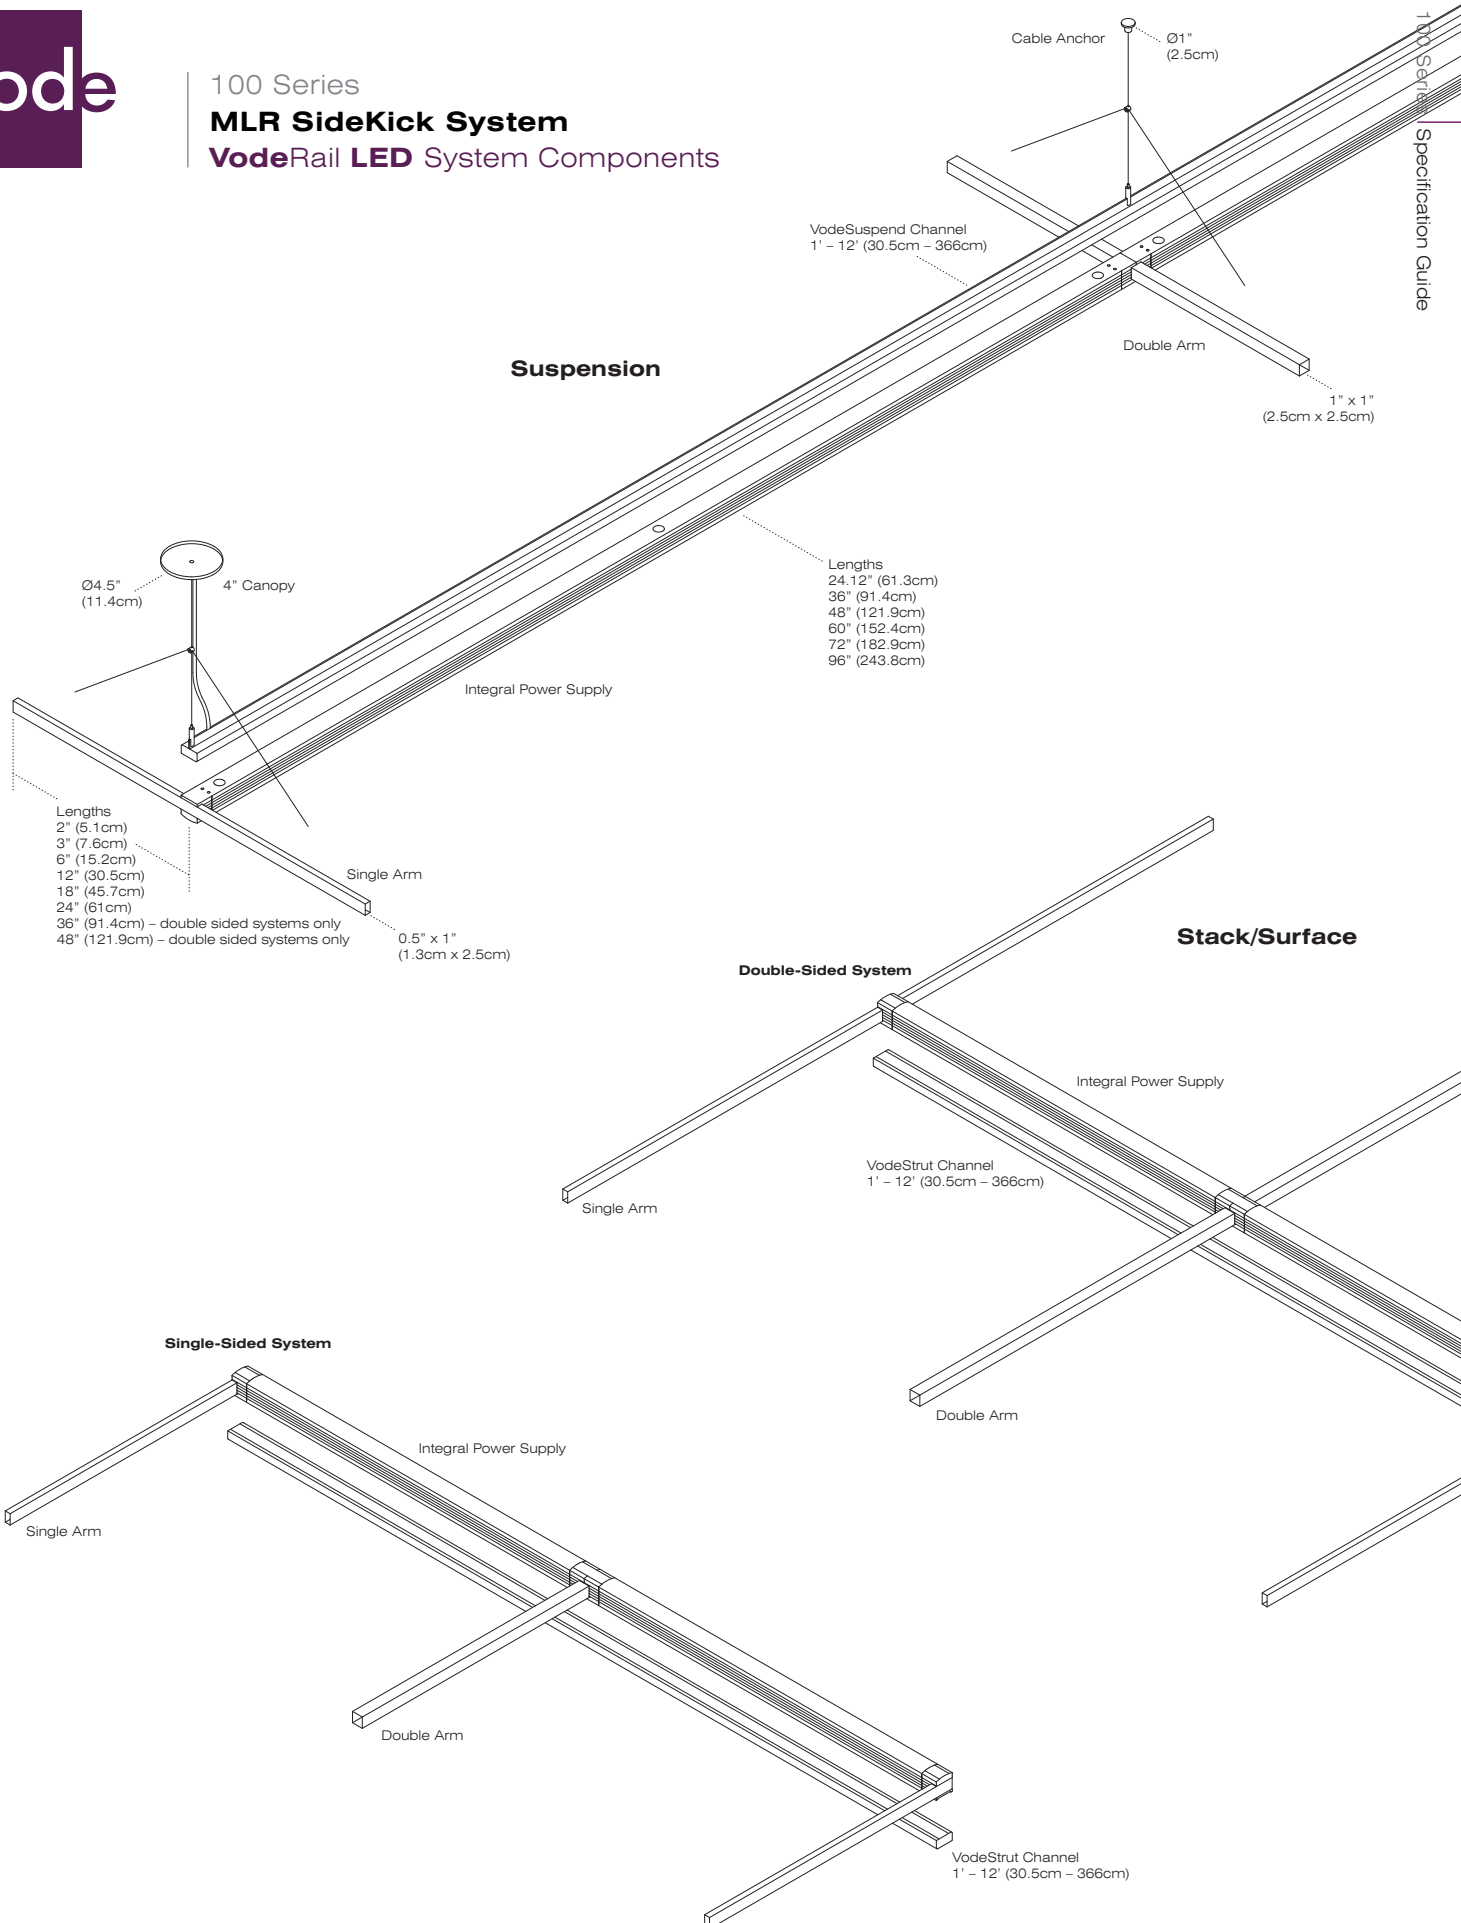 ode
100 Series
MLR SideKick System
VodeRail LED System Components
100 Series | Specification Guide
Cable Anchor
Ø1"
(2.5cm)
VodeSuspend Channel
1' – 12' (30.5cm – 366cm)
Suspension
Double Arm
1" x 1"
(2.5cm x 2.5cm)
Ø4.5"
(11.4cm)
4" Canopy
Lengths
24.12" (61.3cm)
36" (91.4cm)
48" (121.9cm)
60" (152.4cm)
72" (182.9cm)
96" (243.8cm)
Integral Power Supply
Lengths
2" (5.1cm)
3" (7.6cm)
6" (15.2cm)
12" (30.5cm)
18" (45.7cm)
24" (61cm)
36" (91.4cm) – double sided systems only
48" (121.9cm) – double sided systems only
Single Arm
0.5" x 1"
(1.3cm x 2.5cm)
Stack/Surface
Double-Sided System
Integral Power Supply
VodeStrut Channel
1' – 12' (30.5cm – 366cm)
Single Arm
Double Arm
Single-Sided System
Integral Power Supply
Single Arm
Double Arm
VodeStrut Channel
1' – 12' (30.5cm – 366cm)